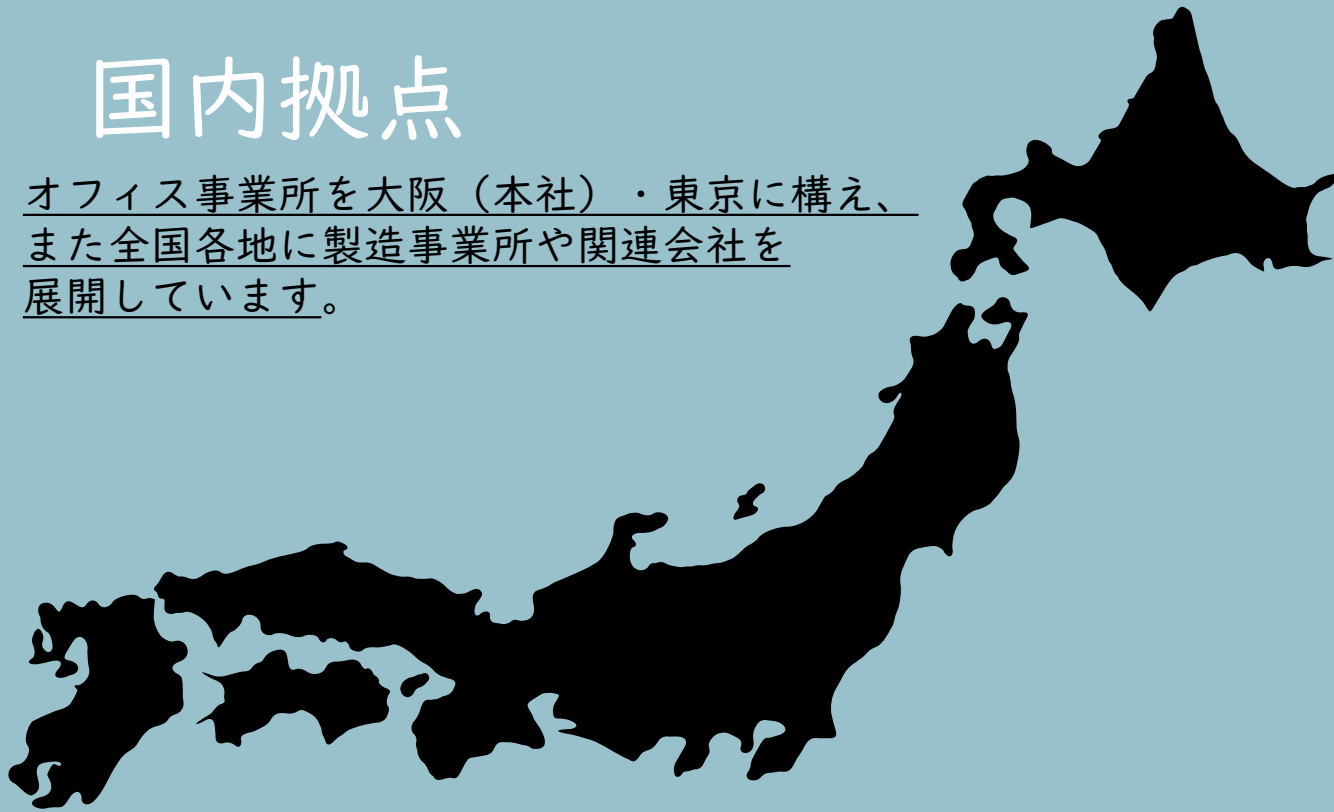 国内拠点
オフィス事業所を大阪（本社）・東京に構え、
また全国各地に製造事業所や関連会社を
展開しています。